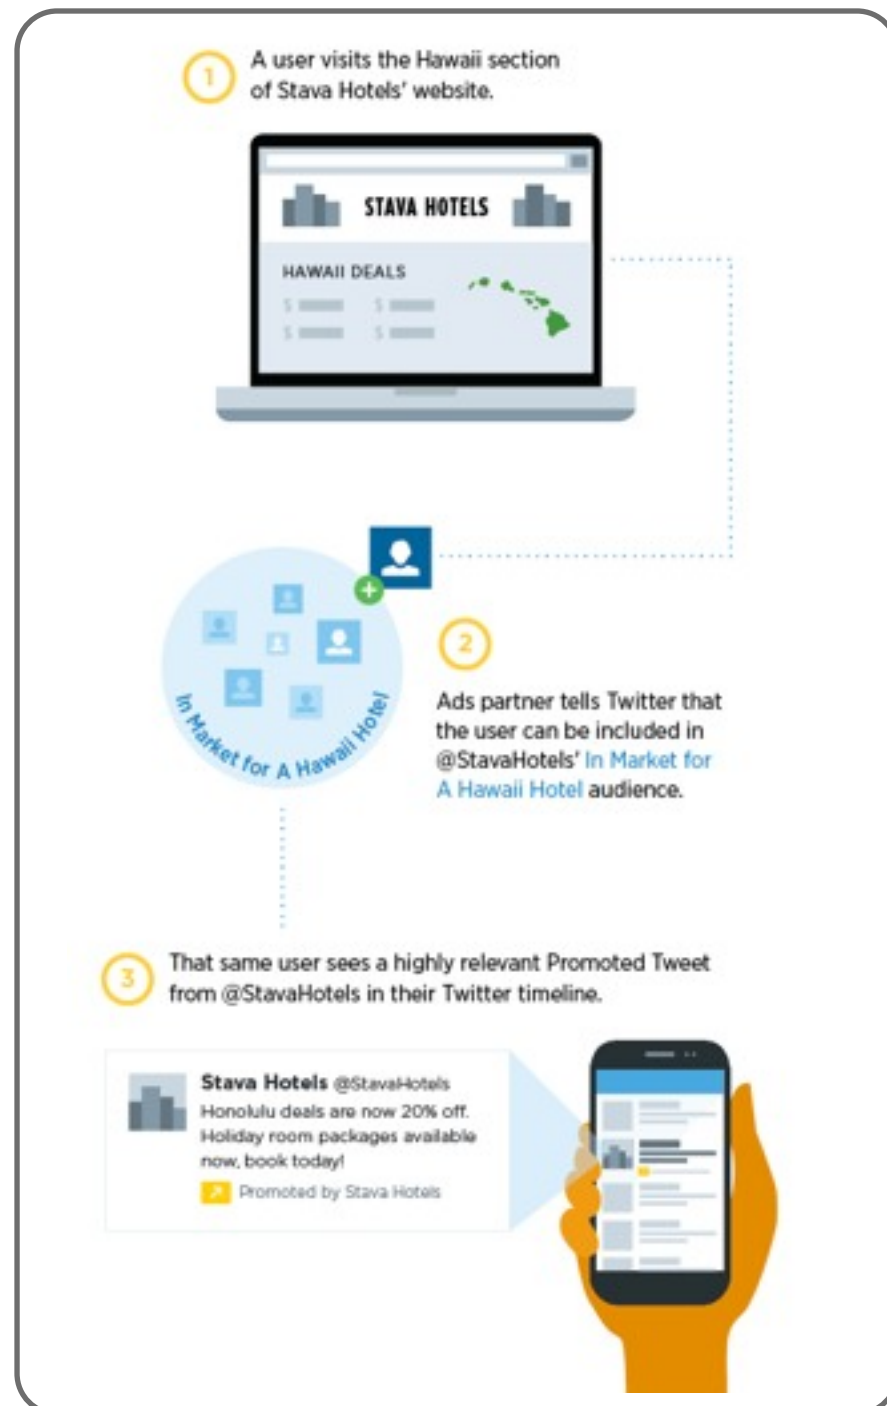 1
A user visits the Hawaii section
of Stava Hotels' website.
STAVA HOTELS
HAWAII DEALS
$ $
$ $
In Market for A Hawaii Hotel
2
Ads partner tells Twitter that
the user can be included in
@StavaHotels' In Market for
A Hawaii Hotel audience.
3
That same user sees a highly relevant Promoted Tweet
from @StavaHotels in their Twitter timeline.
Stava Hotels @StavaHotels
Honolulu deals are now 20% off.
Holiday room packages available
now, book today!
Promoted by Stava Hotels